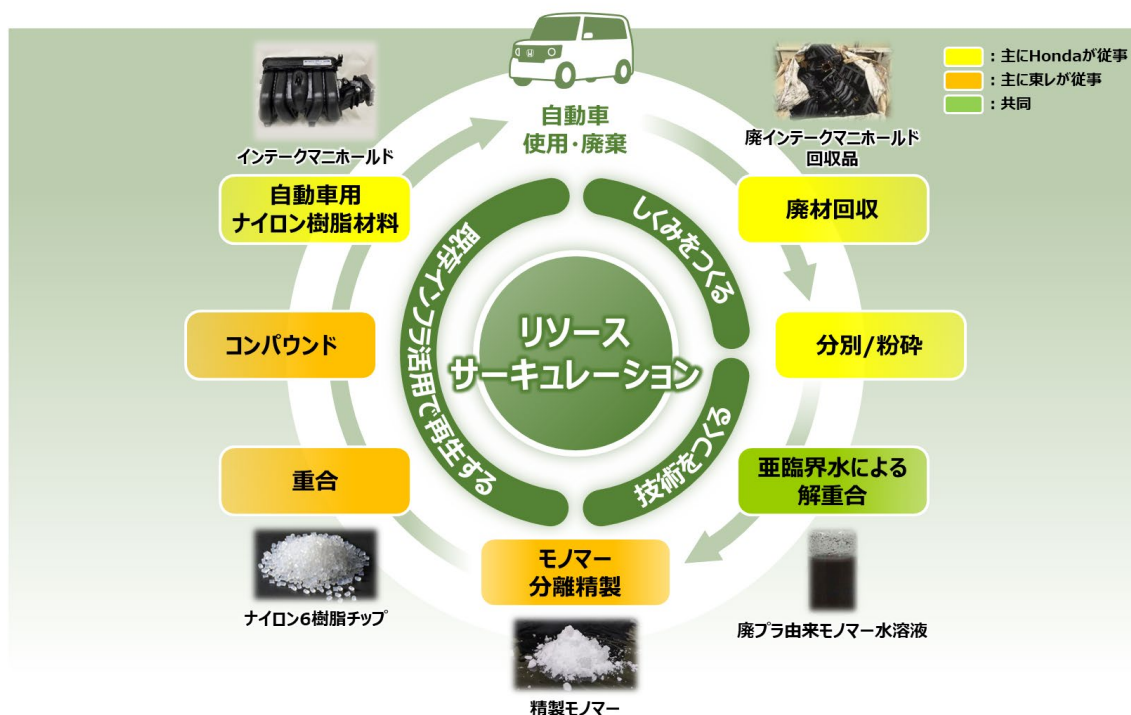 :主にHondaが従事
:主に東レが従事
:共同
自動車
使用・廃棄
廃インテークマニホールド
回収品
廃材回収
分別/粉砕
亜臨界水による
解重合
廃プラ由来モノマー水溶液
モノマー
分離精製
精製モノマー
重合
ナイロン6樹脂チップ
コンパウンド
自動車用
ナイロン樹脂材料
インテークマニホールド
しくみをつくる
技術をつくる
既存インフラ活用で再生する
リソース
サーキュレーション